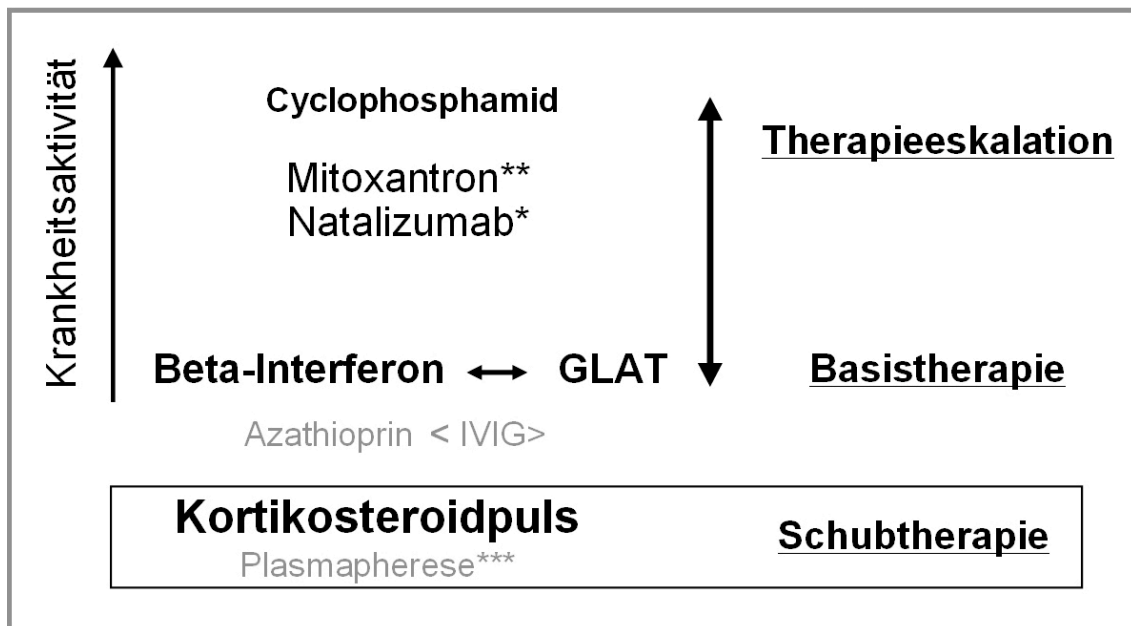 Krankheitsaktivität
Cyclophosphamid
Therapieeskalation
Mitoxantron**
Natalizumab*
Beta-Interferon GLAT Basistherapie
Azathioprin < IVIG>
Kortikosteroidpuls
Schubtherapie
Plasmapherese***